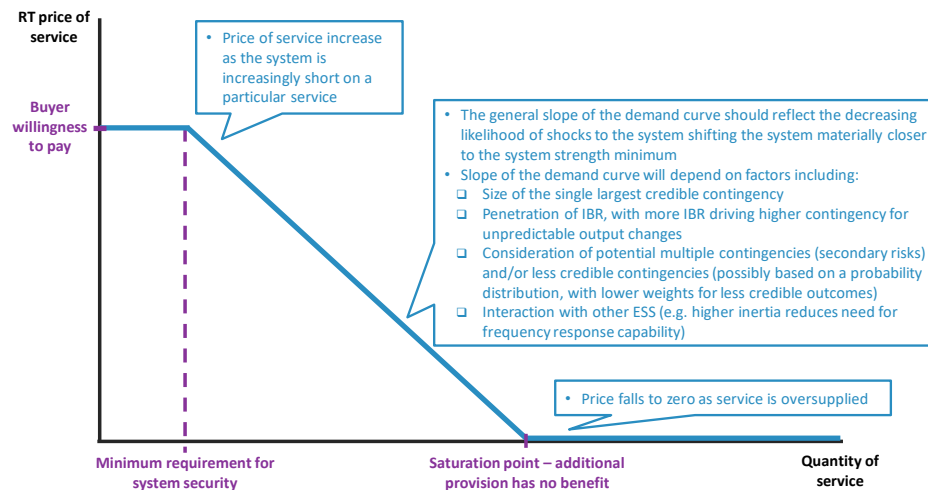 RT price of
service
• Price of service increase
as the system is
increasingly short on a
particular service
Buyer
willingness
to pay
• The general slope of the demand curve should reflect the decreasing
likelihood of shocks to the system shifting the system materially closer
to the system strength minimum
• Slope of the demand curve will depend on factors including:
❑ Size of the single largest credible contingency
❑ Penetration of IBR, with more IBR driving higher contingency for
unpredictable output changes
❑ Consideration of potential multiple contingencies (secondary risks)
and/or less credible contingencies (possibly based on a probability
distribution, with lower weights for less credible outcomes)
❑ Interaction with other ESS (e.g. higher inertia reduces need for
frequency response capability)
• Price falls to zero as service is oversupplied
Minimum requirement for
system security
Saturation point – additional
provision has no benefit
Quantity of
service